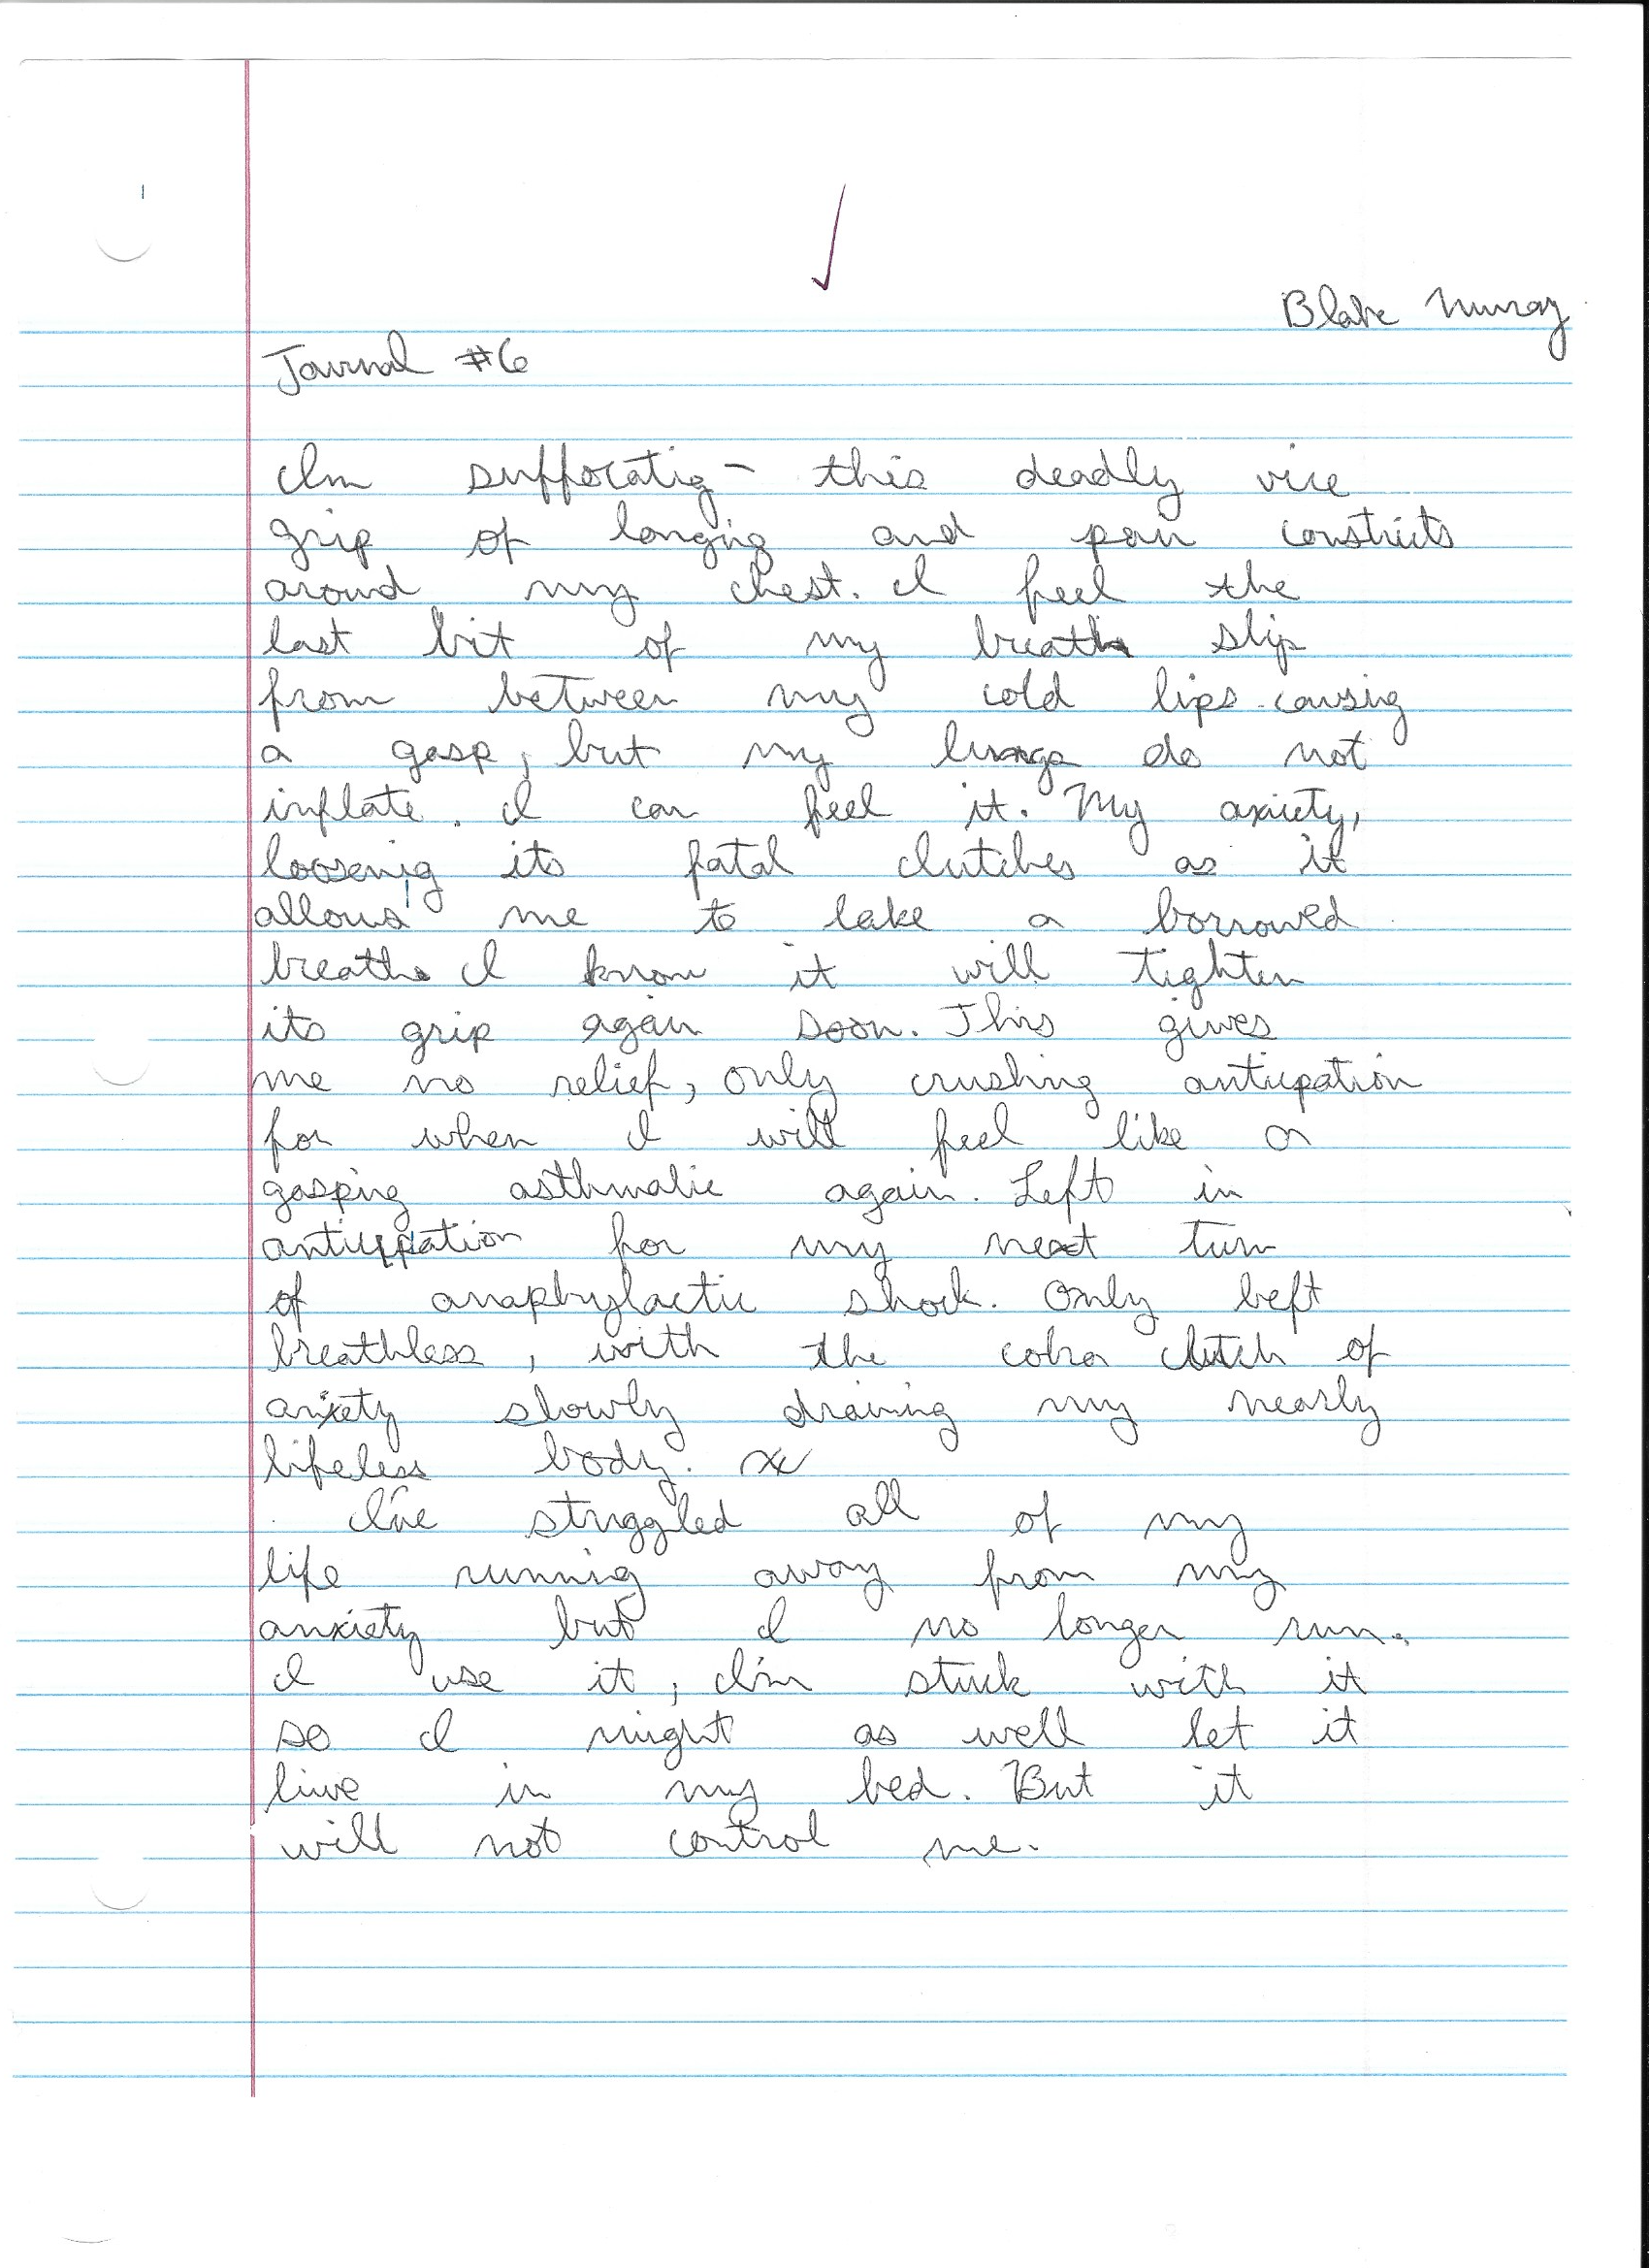 Blake Murray
Journal #6
Im suffocatig - this deadly vice
grip of longing and pain constricts
around my chest. I feel the
last bit of my breath slip
from between my cold lips causing
a gasp, but my lungs do not
inflate. I can feel it. My axiety,
loosenig its fatal clutches as it
allows me to take a borrowed
breath I know it will tighten
its grip again soon. This gives
me no relief, only crushing anticpation
for when I will feel like a
gasping asthmatic again. Left in
anticipation for my next turn
of anaphylactic shock. Only left
breathless, with the cobra clutch of
anxiety slowly draining my nearly
lifeless body.
I've struggled all of my
life running away from my
anxiety but I no longer run.
I use it, I'm stuck with it
so I might as well let it
live in my bed. But it
will not control me.